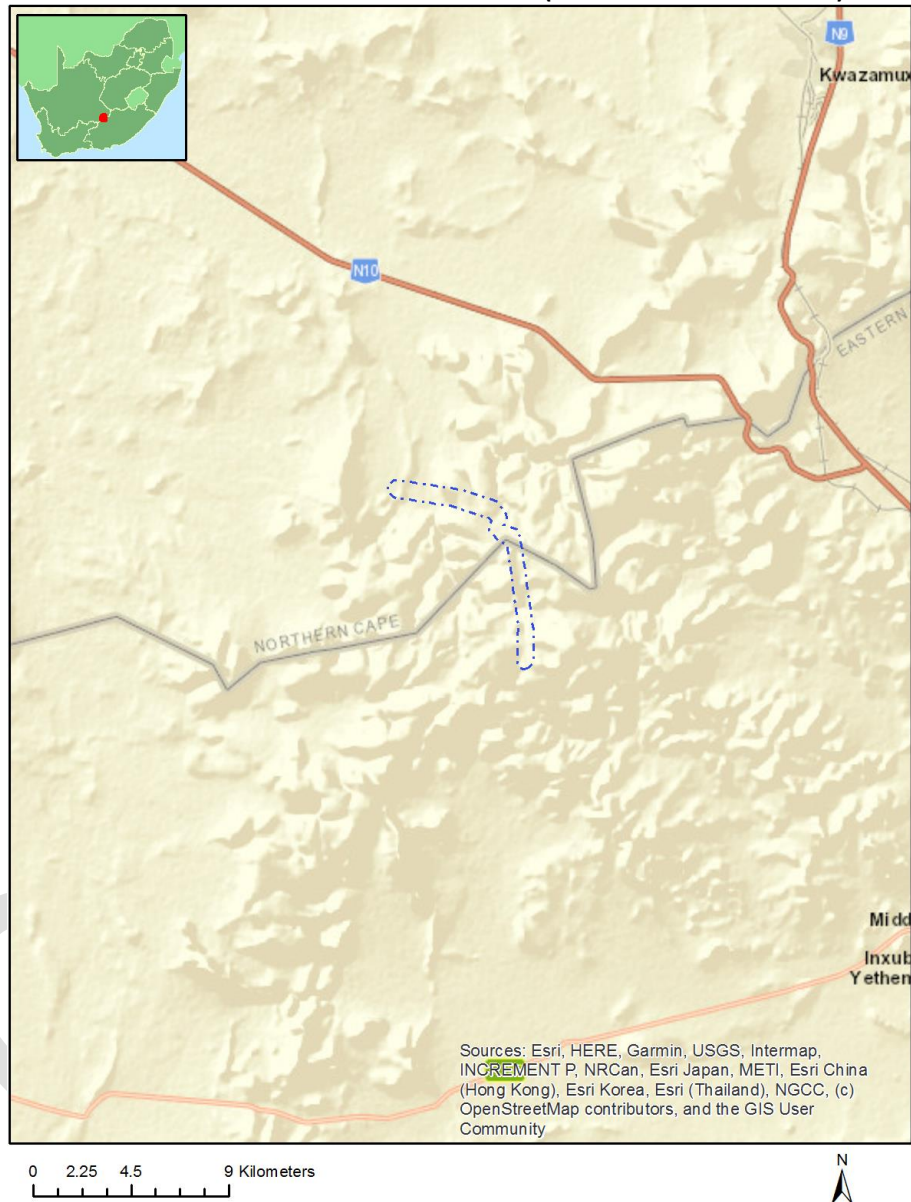 N9
Kwazamux
N10
EASTERN
NORTHERN CAPE
Midd
Inxub
Yethen
Sources: Esri, HERE, Garmin, USGS, Intermap,
INCREMENT P, NRCan, Esri Japan, METI, Esri China
(Hong Kong), Esri Korea, Esri (Thailand), NGCC, (c)
OpenStreetMap contributors, and the GIS User
Community
0 2.25 4.5 9 Kilometers
N